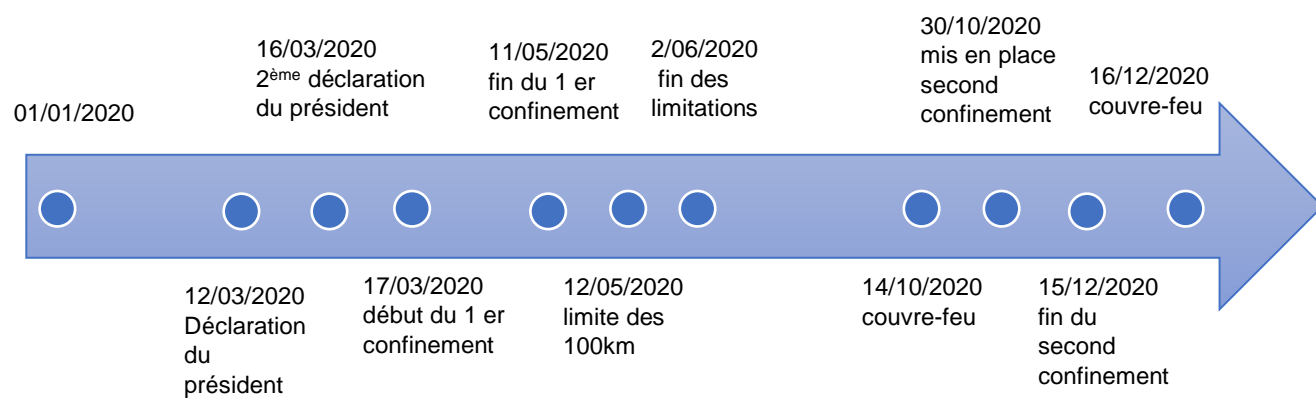 01/01/2020
16/03/2020
2ème déclaration
du président
11/05/2020
fin du 1 er
confinement
2/06/2020
fin des
limitations
30/10/2020
mis en place
second
confinement
16/12/2020
couvre-feu
12/03/2020
Déclaration
du
président
17/03/2020
début du 1 er
confinement
12/05/2020
limite des
100km
14/10/2020
couvre-feu
15/12/2020
fin du
second
confinement